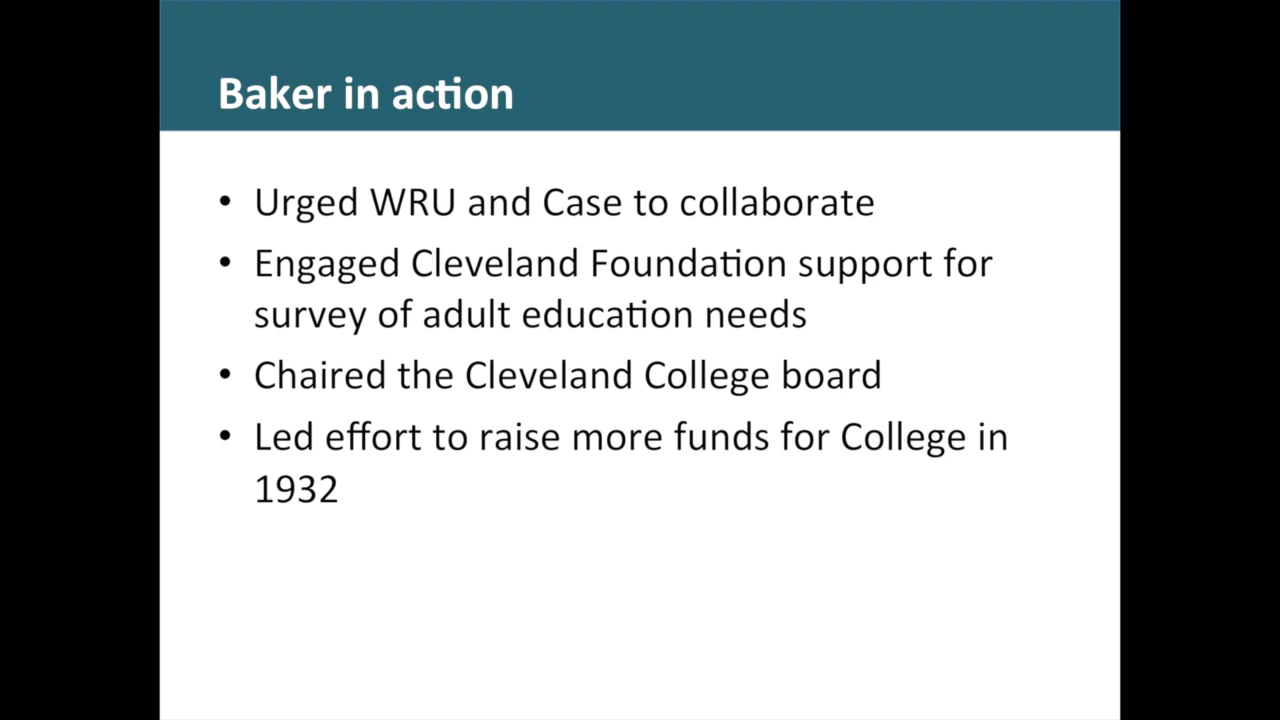 Baker in action
• Urged WRU and Case to collaborate
• Engaged Cleveland Foundation support for
survey of adult education needs
• Chaired the Cleveland College board
• Led effort to raise more funds for College in
1932